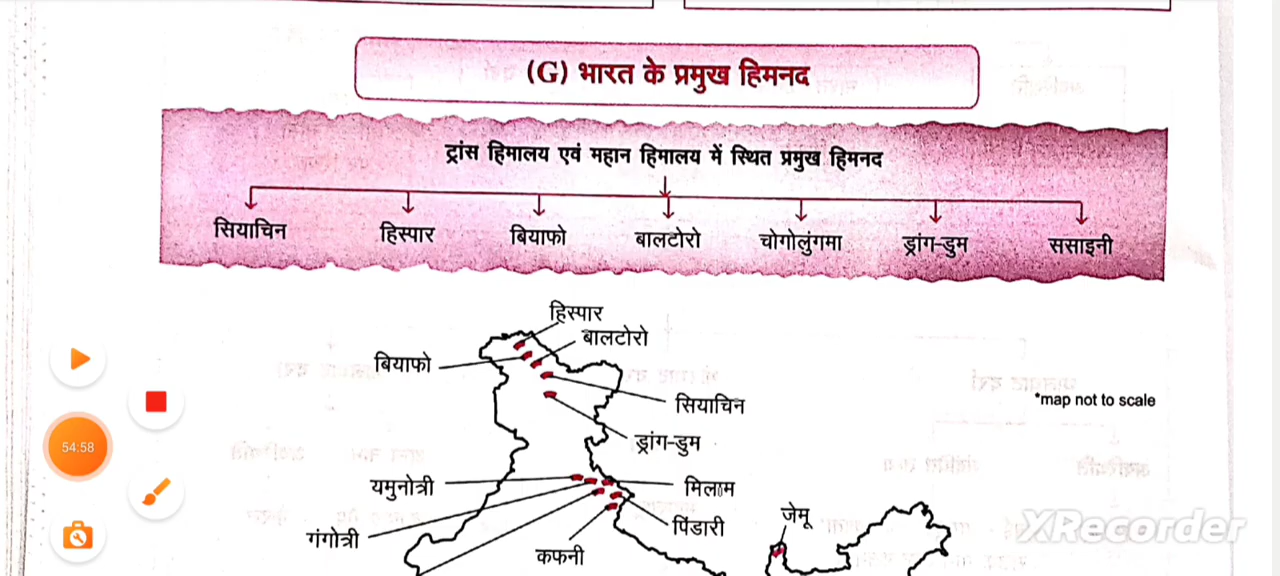 (G) भारत के प्रमुख हिमनद
ट्रांस हिमालय एवं महान हिमालय में स्थित प्रमुख हिमनद
सियाचिन हिस्पार बियाफो बालटोरो चोगोलुंगमा ड्रांग-डुम ससाइनी
हिस्पार
बालटोरो
बियाफो
*map not to scale
सियाचिन
ड्रांग-डुम
यमुनोत्री
मिलाम
जेमू
पिंडारी
गंगोत्री
कफनी
54:58
XRecorder